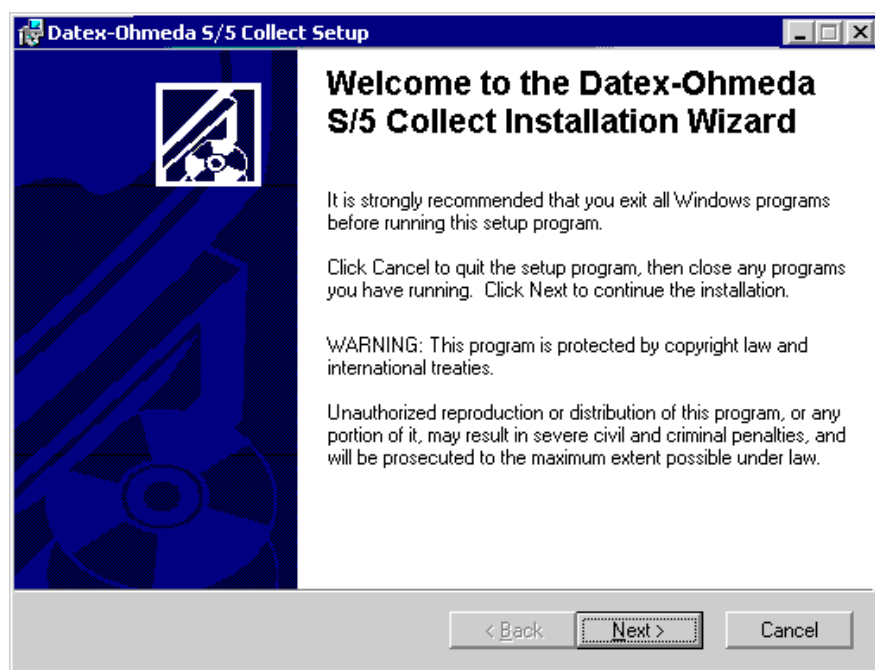 Datex-Ohmeda S/5 Collect Setup
Welcome to the Datex-Ohmeda
S/5 Collect Installation Wizard
It is strongly recommended that you exit all Windows programs
before running this setup program.
Click Cancel to quit the setup program, then close any programs
you have running.  Click Next to continue the installation.
WARNING: This program is protected by copyright law and
international treaties.
Unauthorized reproduction or distribution of this program, or any
portion of it, may result in severe civil and criminal penalties, and
will be prosecuted to the maximum extent possible under law.
< Back Next > Cancel